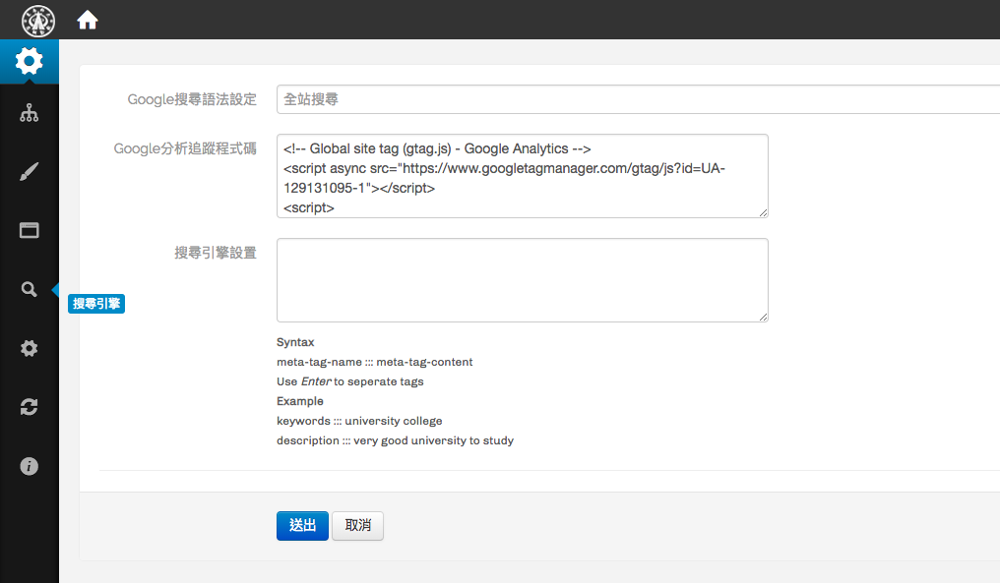 Google搜尋語法設定
全站搜尋
Google分析追蹤程式碼
<!-- Global site tag (gtag.js) - Google Analytics -->
<script async src="https://www.googletagmanager.com/gtag/js?id=UA-
129131095-1"></script>
<script>
搜尋引擎設置
搜尋引擎
Syntax
meta-tag-name ::: meta-tag-content
Use Enter to seperate tags
Example
keywords ::: university college
description ::: very good university to study
送出
取消